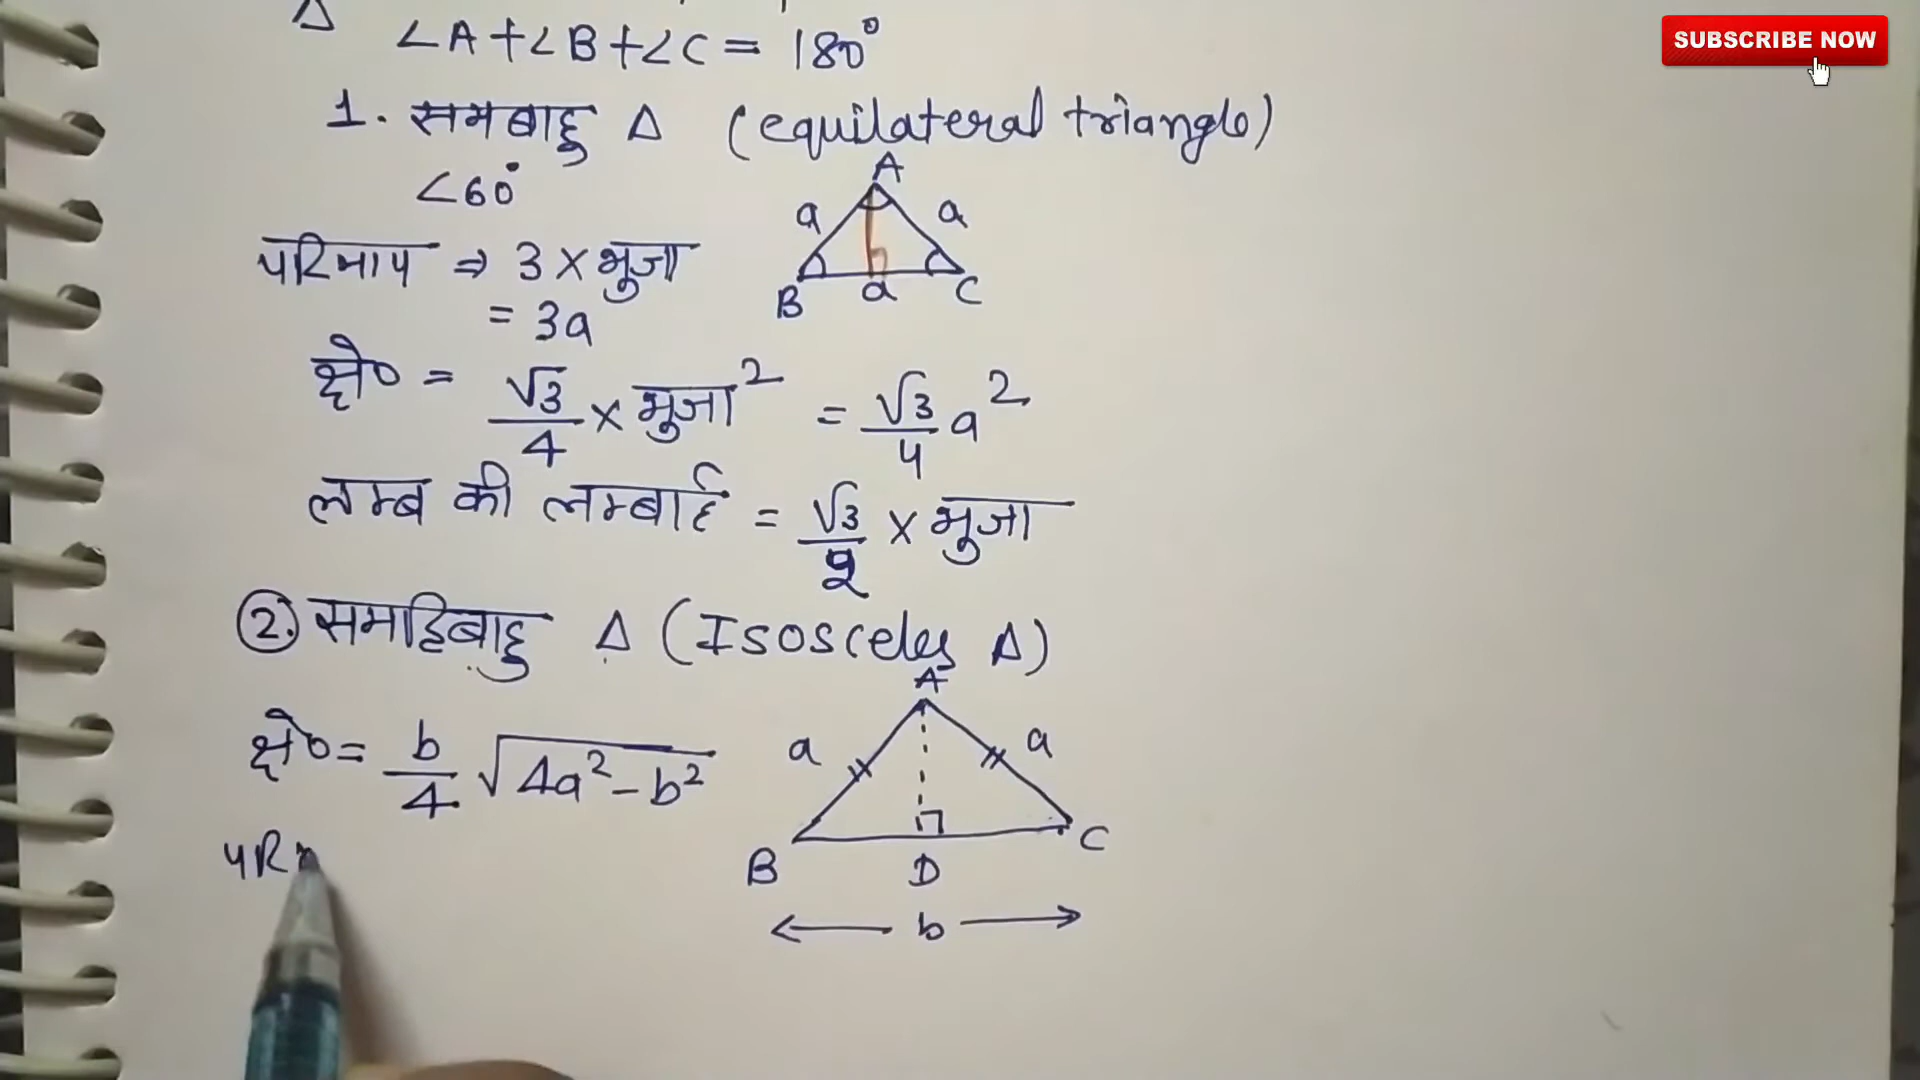 SUBSCRIBE NOW
Δ ∠A+∠B+∠C = 180°
1. समबाहु Δ (equilateral triangle)
∠60°
A
a a
B a C
परिमाप ⇒ 3 × भुजा
= 3a
क्षे० = √3/4 × भुजा² = √3/4 a²
लम्ब की लम्बाई = √3/2 × भुजा
2. समद्विबाहु Δ (Isosceles Δ)
A
a a
B D C
b
क्षे० = b/4 √4a²-b²
परि